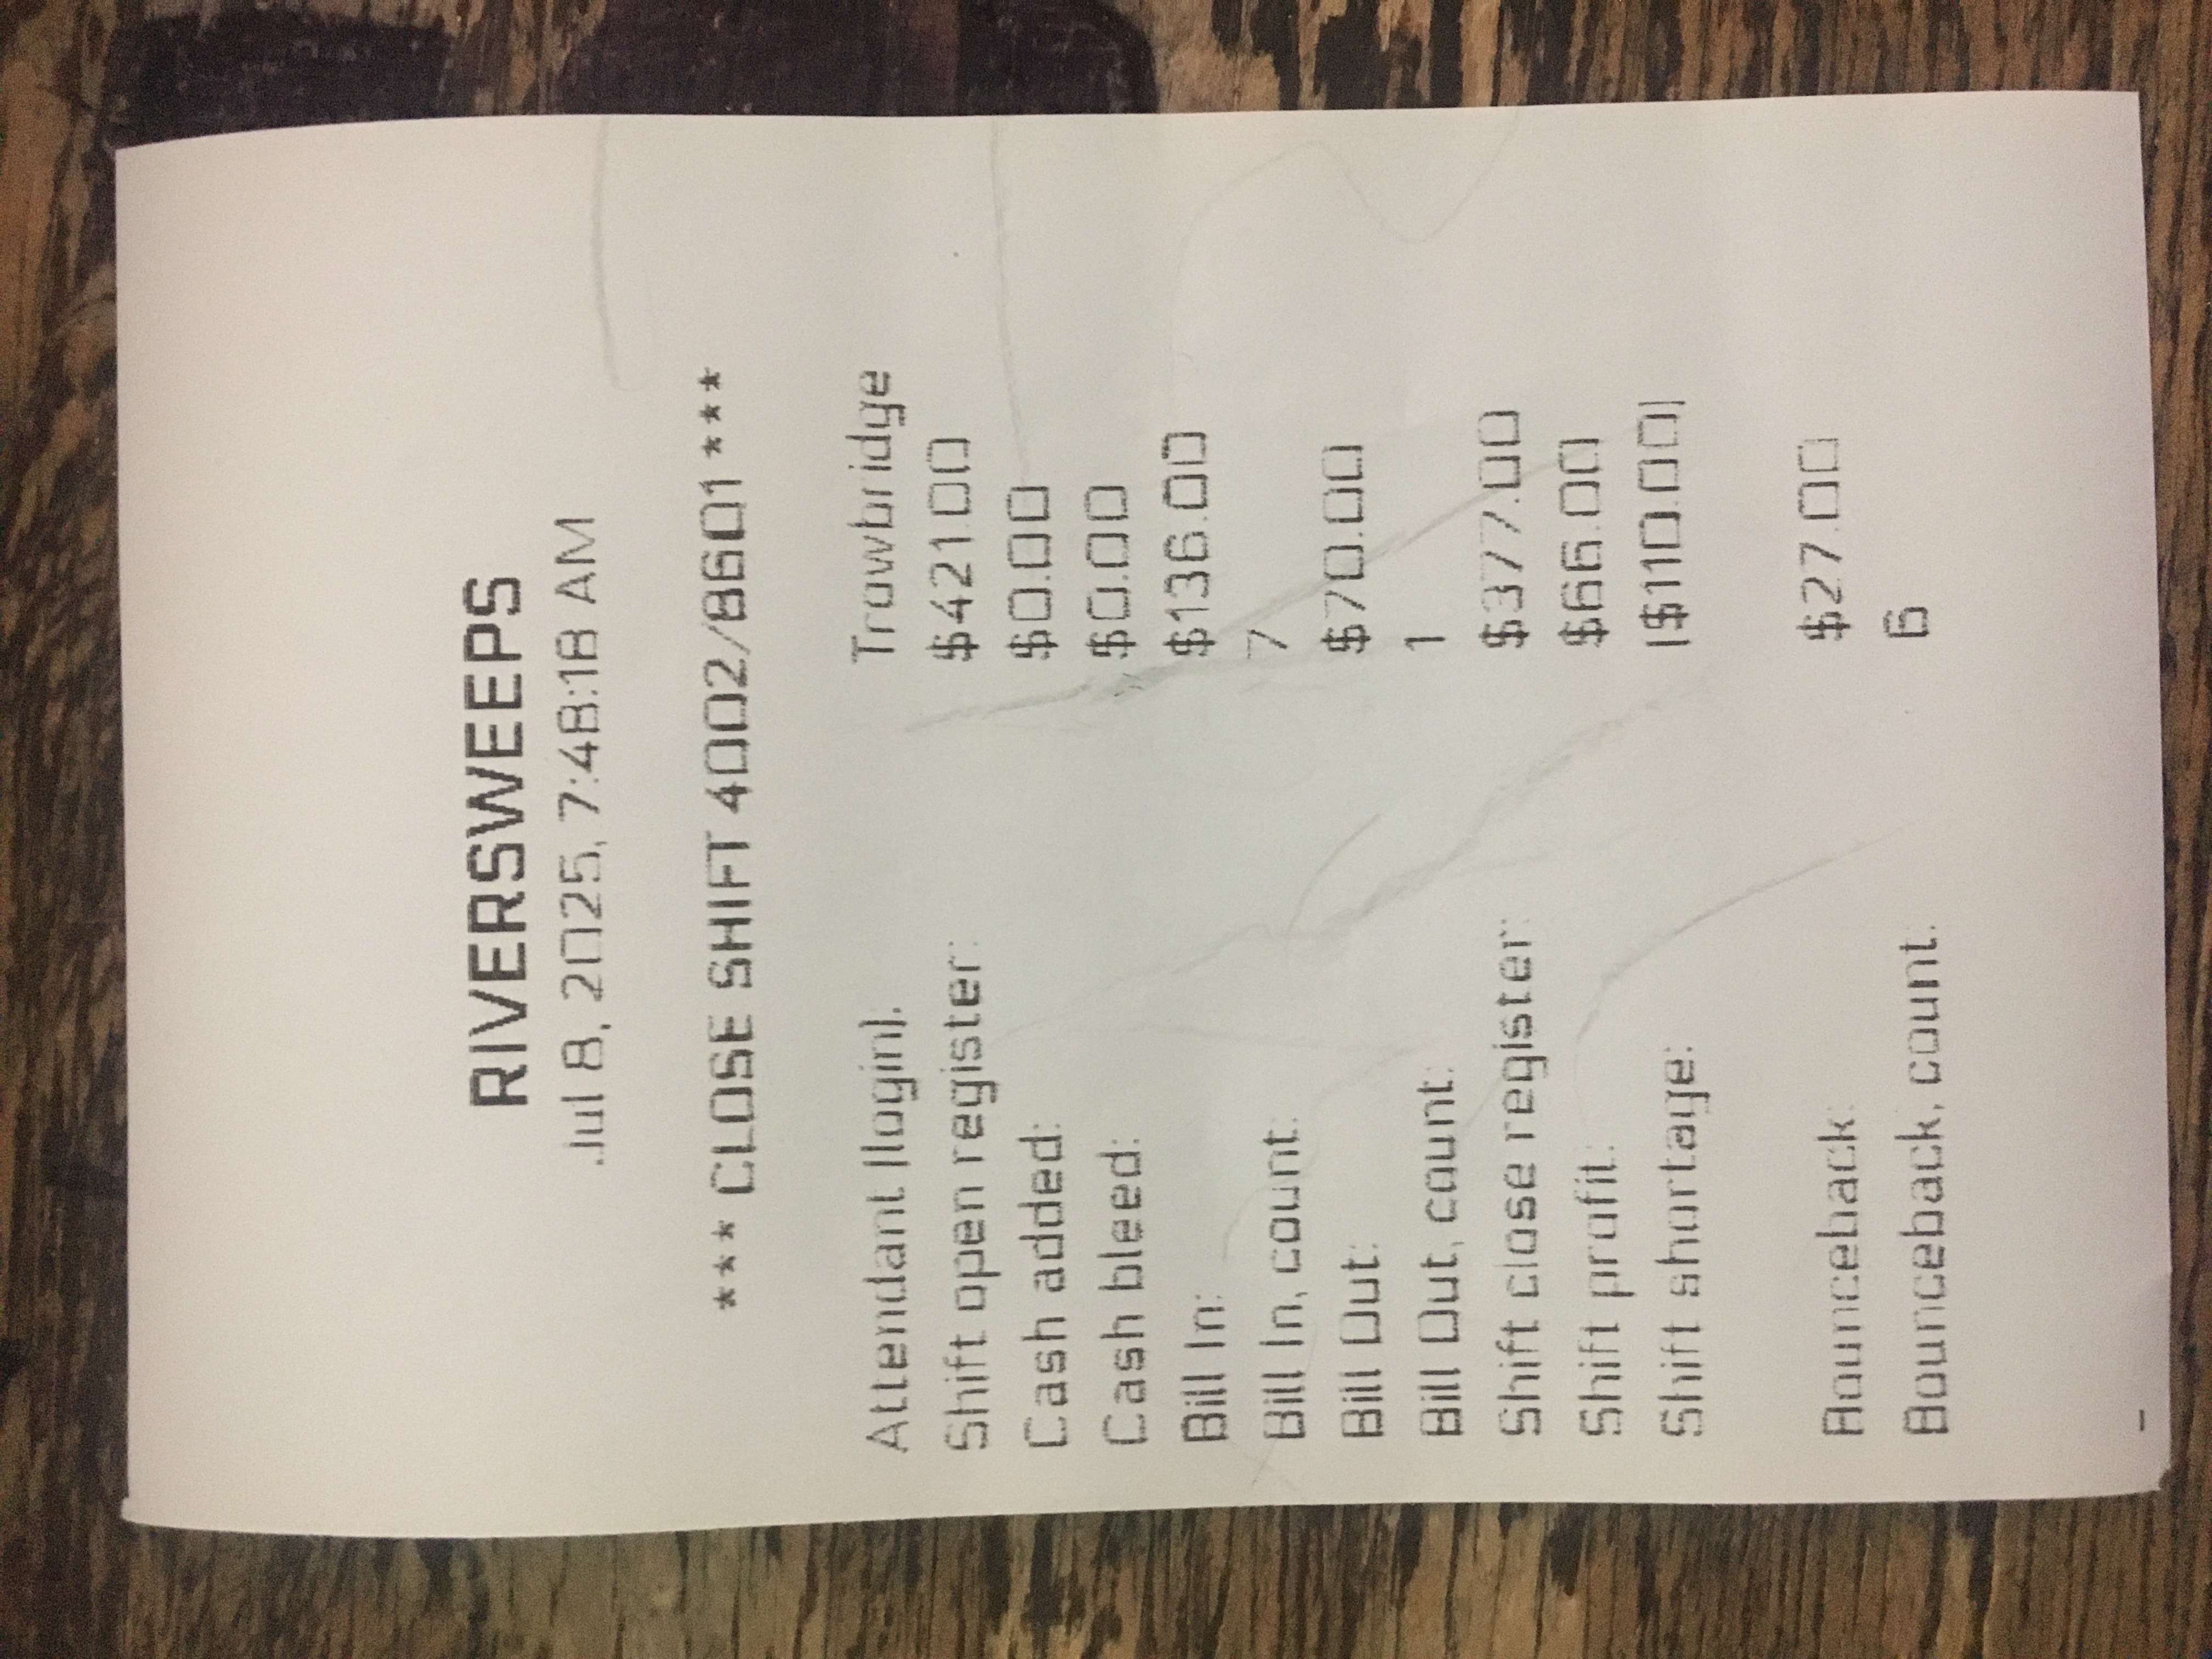 RIVERSWEEPS
Jul 8, 2025, 7:48:18 AM
*** CLOSE SHIFT 4002/8601 ***
Attendant (login): Trowbridge
Shift open register: $421.00
Cash added: $0.00
Cash bleed: $0.00
Bill In: $136.00
Bill In, count: 7
Bill Out: $70.00
Bill Out, count: 1
Shift close register: $377.00
Shift profit: $66.00
Shift shortage: ($110.00)
Bounceback: $27.00
Bounceback, count: 6